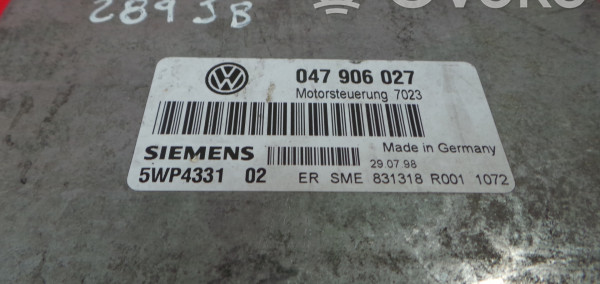 289JB
VW
047 906 027
Motorsteuerung 7023
Made in Germany
SIEMENS
29.07.98
5WP4331 02
ER SME 831318 R001 1072